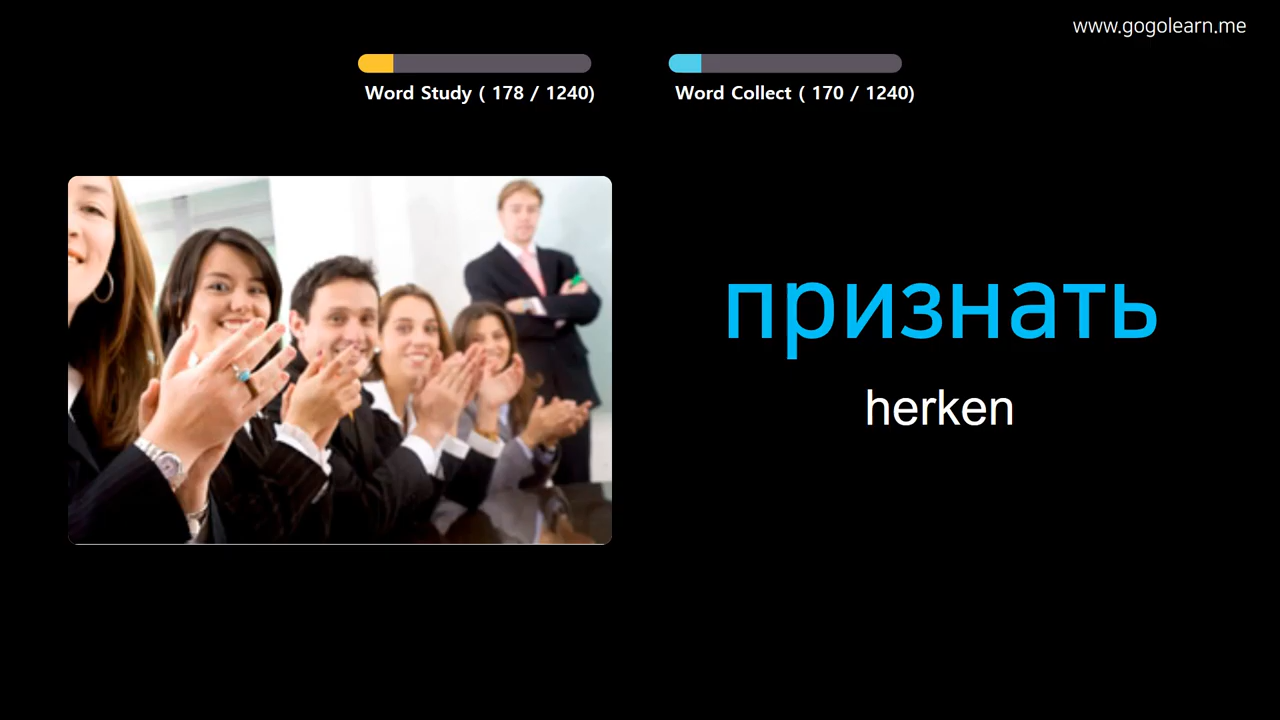 www.gogolearn.me
Word Study ( 178 / 1240)
Word Collect ( 170 / 1240)
признать
herken